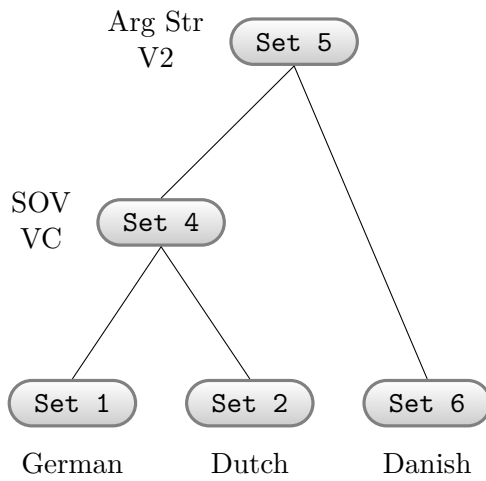 Arg Str
V2
Set 5
SOV
VC
Set 4
Set 1
Set 2
Set 6
German
Dutch
Danish